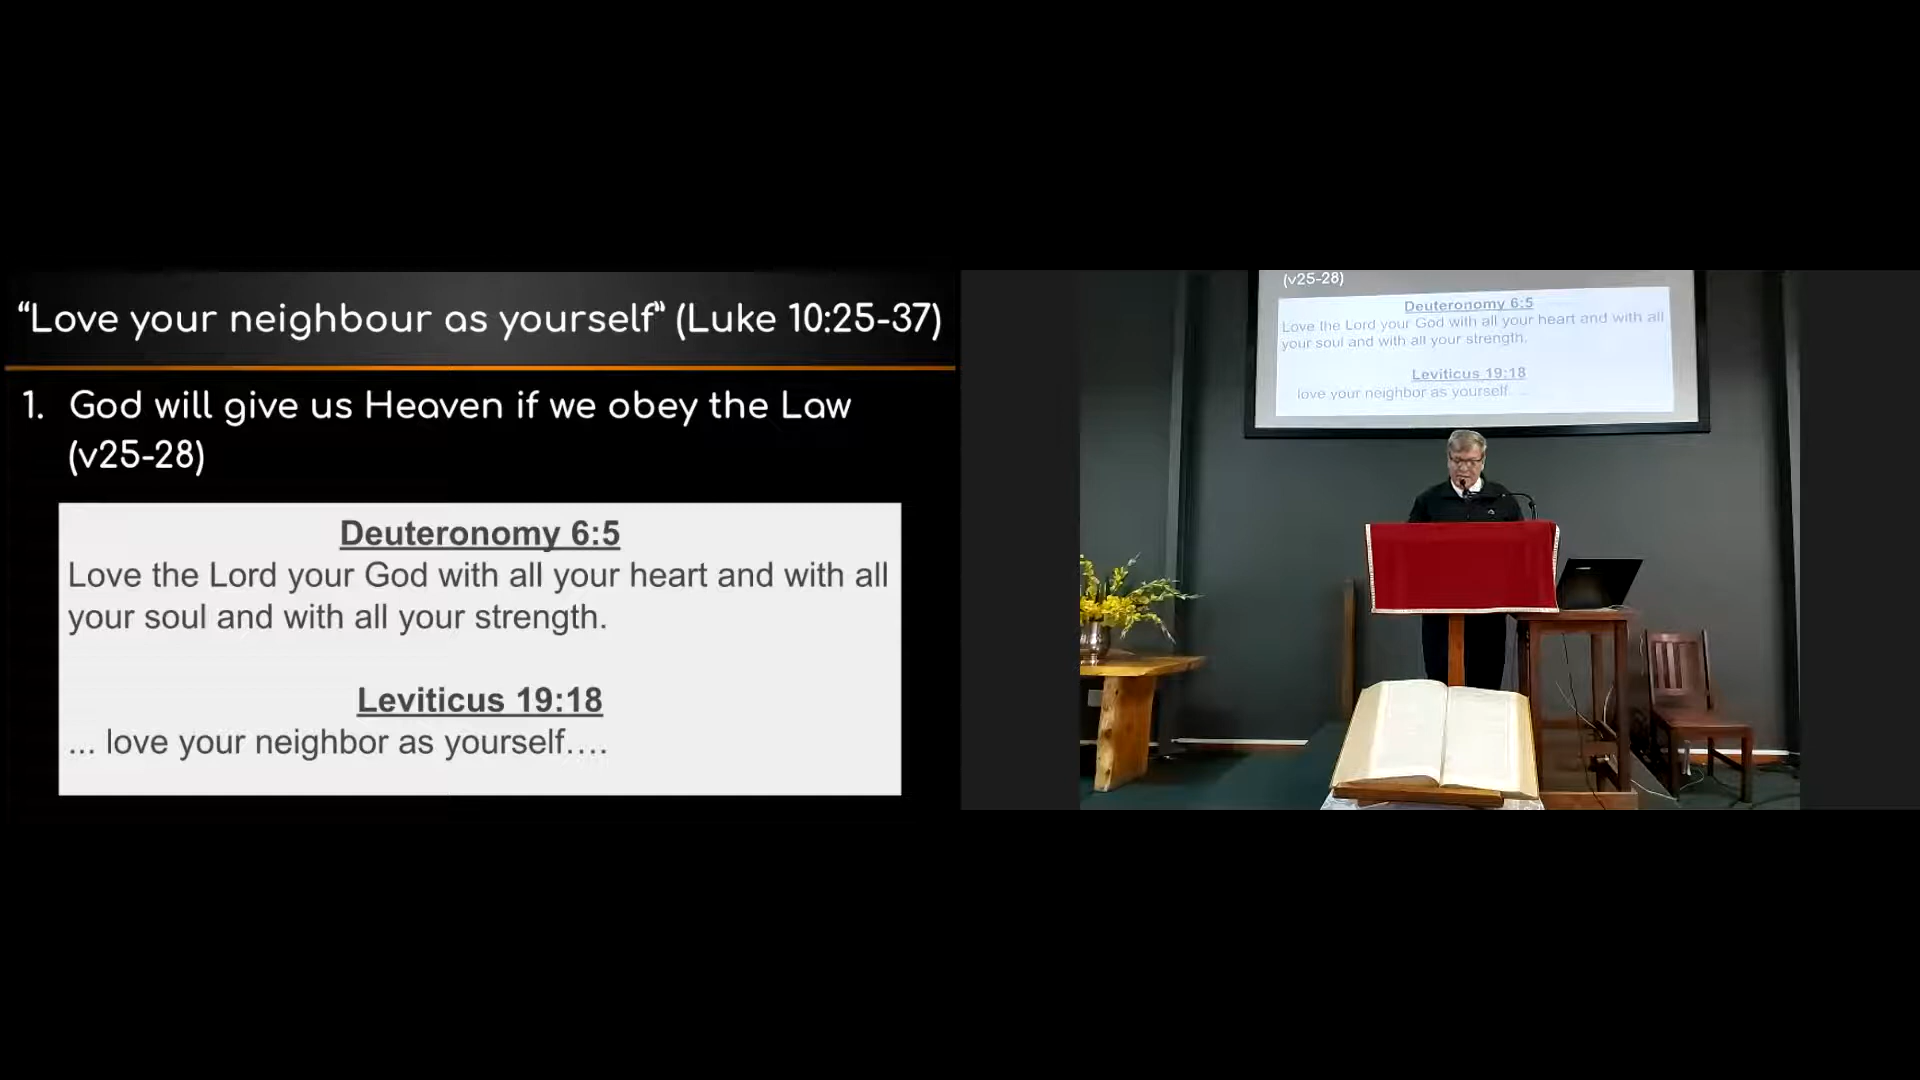 “Love your neighbour as yourself” (Luke 10:25-37)
1. God will give us Heaven if we obey the Law
(v25-28)
Deuteronomy 6:5
Love the Lord your God with all your heart and with all
your soul and with all your strength.
Leviticus 19:18
... love your neighbor as yourself….
(v25-28)
Deuteronomy 6:5
Love the Lord your God with all your heart and with all
your soul and with all your strength.
Leviticus 19:18
love your neighbor as yourself....